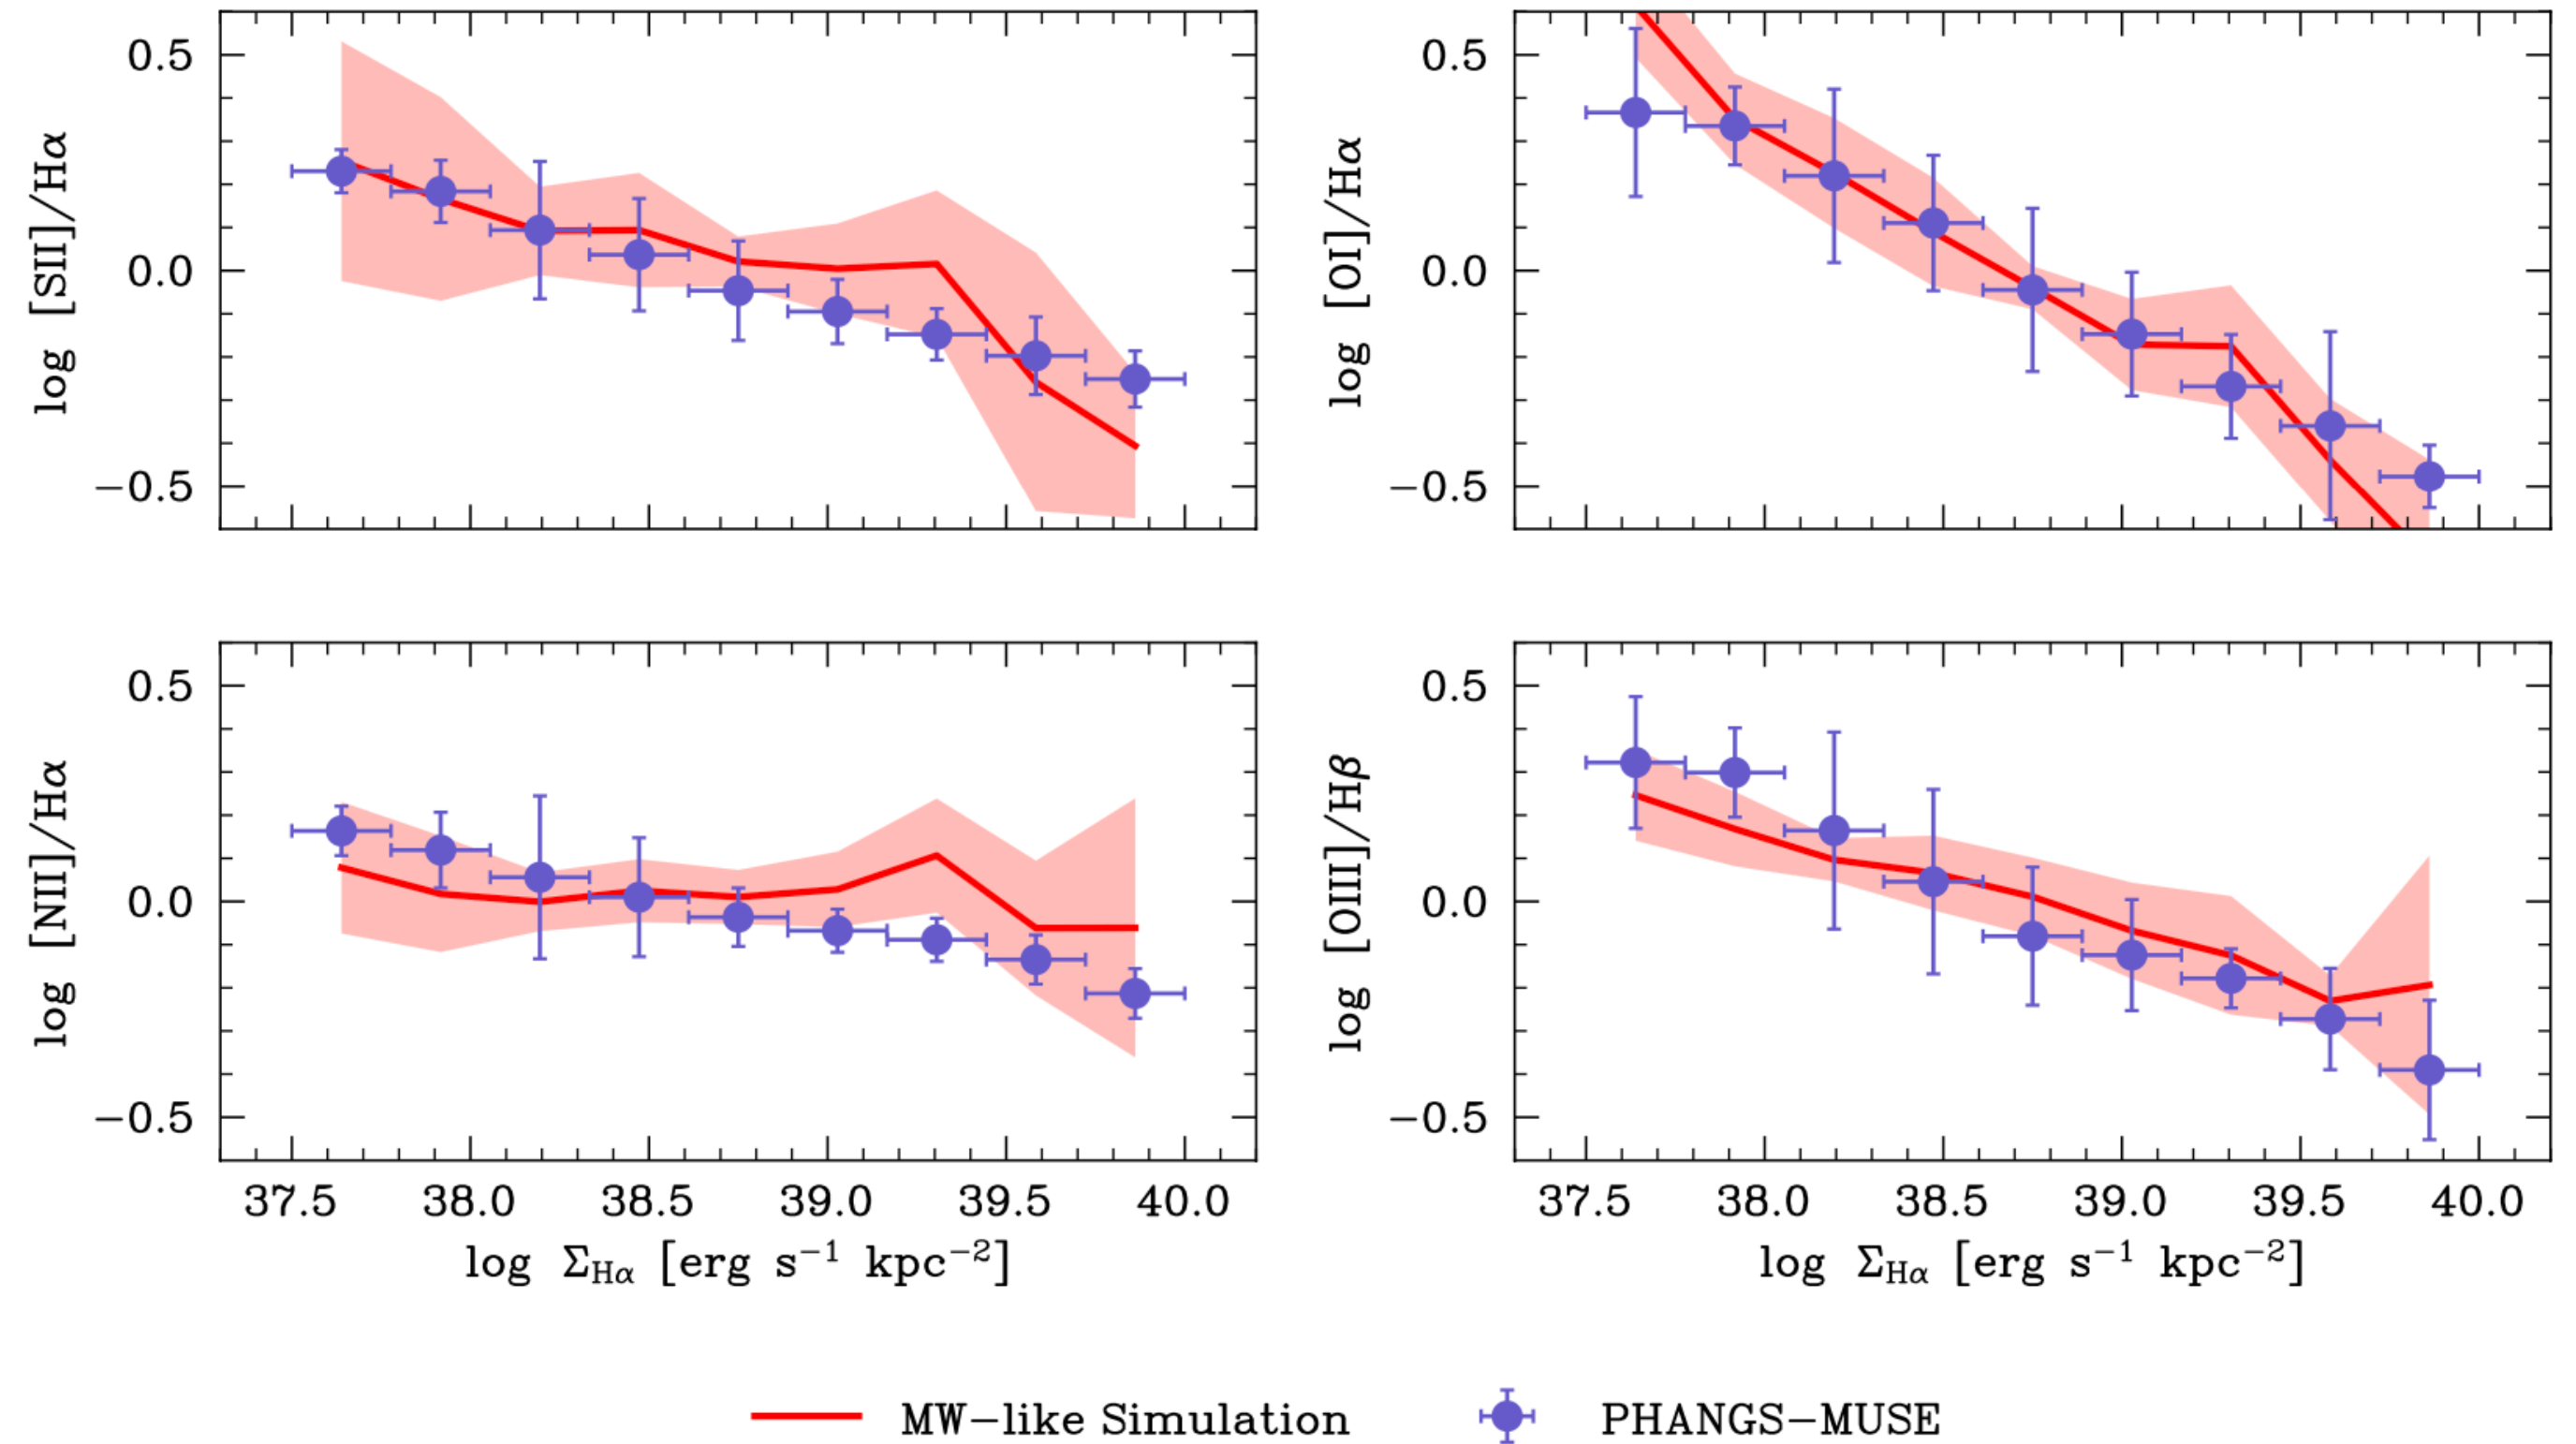 log [SII]/Hα
0.5
0.0
−0.5
log [OI]/Hα
0.5
0.0
−0.5
log [NII]/Hα
0.5
0.0
−0.5
37.5 38.0 38.5 39.0 39.5 40.0
log Σ_Hα [erg s⁻¹ kpc⁻²]
log [OIII]/Hβ
0.5
0.0
−0.5
37.5 38.0 38.5 39.0 39.5 40.0
log Σ_Hα [erg s⁻¹ kpc⁻²]
MW−like Simulation
PHANGS−MUSE